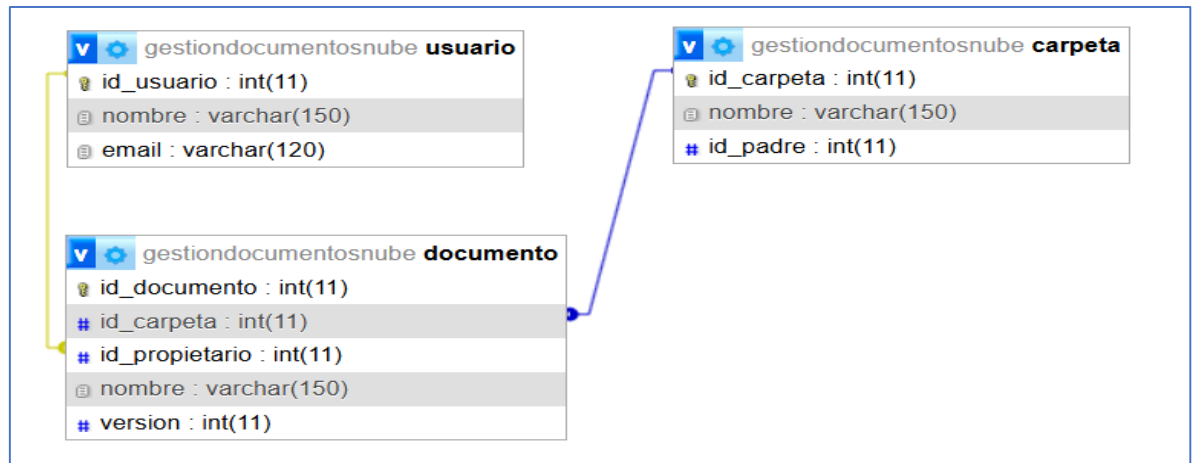 gestiondocumentosnube usuario
id_usuario : int(11)
nombre : varchar(150)
email : varchar(120)
gestiondocumentosnube carpeta
id_carpeta : int(11)
nombre : varchar(150)
id_padre : int(11)
gestiondocumentosnube documento
id_documento : int(11)
id_carpeta : int(11)
id_propietario : int(11)
nombre : varchar(150)
version : int(11)